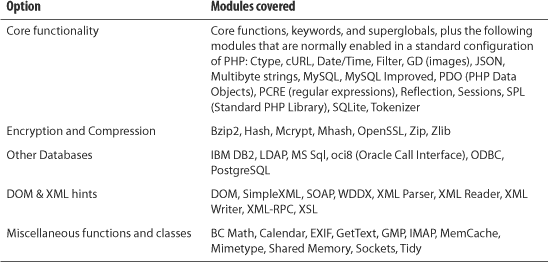 Option Modules covered
Core functionality Core functions, keywords, and superglobals, plus the following
modules that are normally enabled in a standard configuration
of PHP: Ctype, cURL, Date/Time, Filter, GD (images), JSON,
Multibyte strings, MySQL, MySQL Improved, PDO (PHP Data
Objects), PCRE (regular expressions), Reflection, Sessions, SPL
(Standard PHP Library), SQLite, Tokenizer
Encryption and Compression Bzip2, Hash, Mcrypt, Mhash, OpenSSL, Zip, Zlib
Other Databases IBM DB2, LDAP, MS Sql, oci8 (Oracle Call Interface), ODBC,
PostgreSQL
DOM & XML hints DOM, SimpleXML, SOAP, WDDX, XML Parser, XML Reader, XML
Writer, XML-RPC, XSL
Miscellaneous functions and classes BC Math, Calendar, EXIF, GetText, GMP, IMAP, MemCache,
Mimetype, Shared Memory, Sockets, Tidy